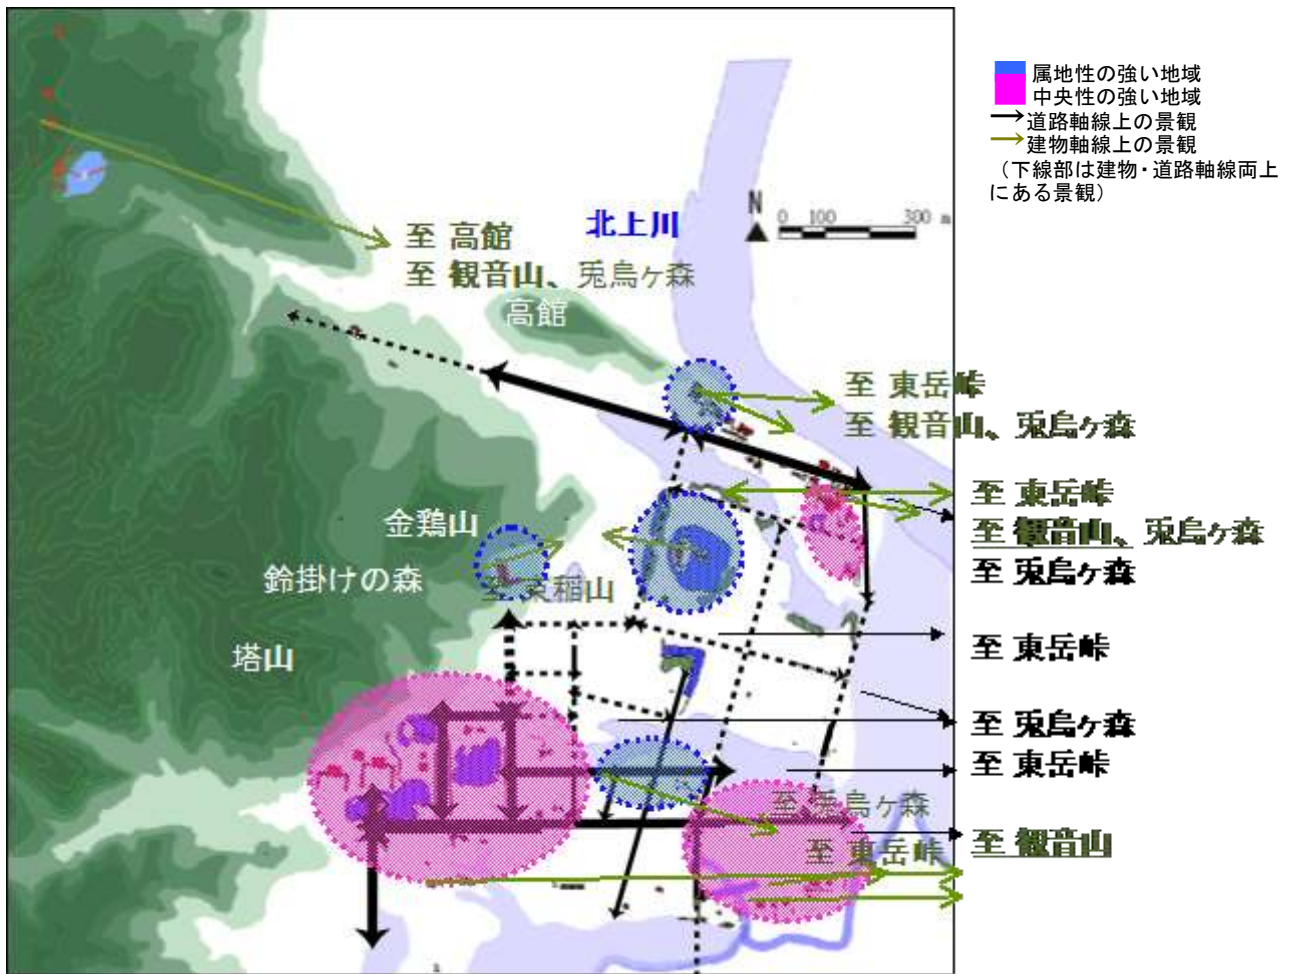 属地性の強い地域
中央性の強い地域
道路軸線上の景観
建物軸線上の景観
（下線部は建物・道路軸線両上
にある景観）
N
0 100 300 m
北上川
至 高館
至 観音山、兎鳥ヶ森
高館
至 東岳峠
至 観音山、兎鳥ヶ森
至 東岳峠
至 観音山、兎鳥ヶ森
至 兎鳥ヶ森
金鶏山
鈴掛けの森
至 束稲山
塔山
至 東岳峠
至 兎鳥ヶ森
至 東岳峠
至 兎鳥ヶ森
至 観音山
至 東岳峠